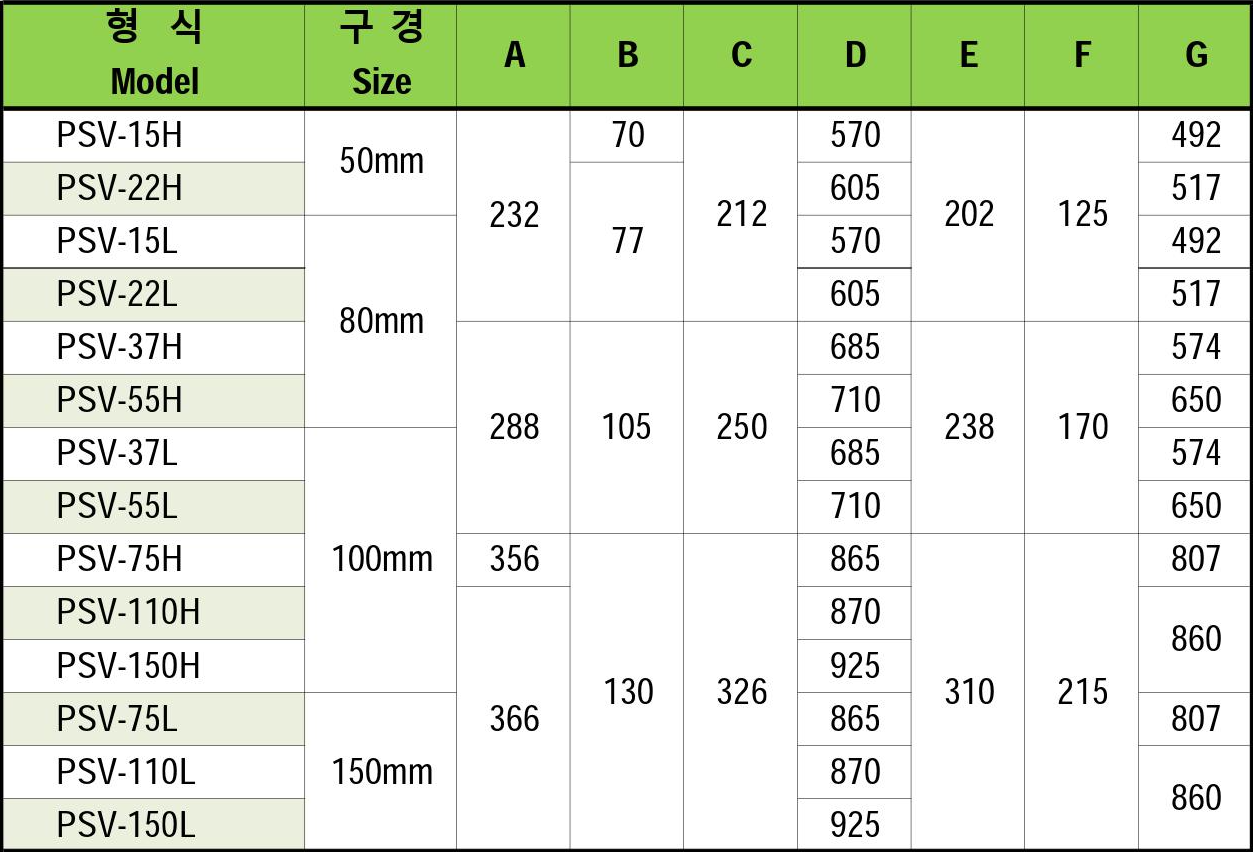 형 식 구 경 A B C D E F G
Model Size
PSV-15H 50mm 232 70 212 570 202 125 492
PSV-22H 77 605 517
PSV-15L 80mm 570 492
PSV-22L 605 517
PSV-37H 288 105 250 685 238 170 574
PSV-55H 710 650
PSV-37L 100mm 685 574
PSV-55L 710 650
PSV-75H 356 130 326 865 310 215 807
PSV-110H 366 870 860
PSV-150H 925
PSV-75L 150mm 865 807
PSV-110L 870 860
PSV-150L 925